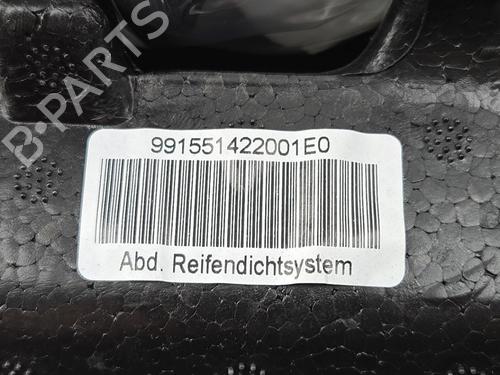 B-PARTS
991551422001E0
Abd. Reifendichtsystem